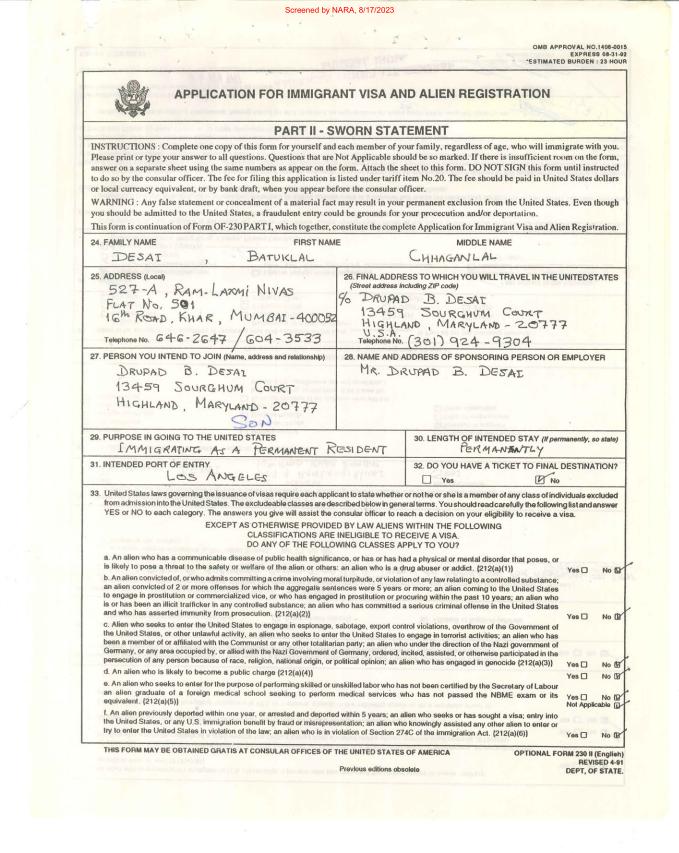 Screened by NARA, 8/17/2023
OMB APPROVAL NO.1406-0015
EXPRESS 08-31-92
*ESTIMATED BURDEN : 23 HOUR
APPLICATION FOR IMMIGRANT VISA AND ALIEN REGISTRATION
PART II - SWORN STATEMENT
INSTRUCTIONS : Complete one copy of this form for yourself and each member of your family, regardless of age, who will immigrate with you.
Please print or type your answer to all questions. Questions that are Not Applicable should be so marked. If there is insufficient room on the form,
answer on a separate sheet using the same numbers as appear on the form. Attach the sheet to this form. DO NOT SIGN this form until instructed
to do so by the consular officer. The fee for filing this application is listed under tariff item No.20. The fee should be paid in United States dollars
or local currency equivalent, or by bank draft, when you appear before the consular officer.
WARNING : Any false statement or concealment of a material fact may result in your permanent exclusion from the United States. Even though
you should be admitted to the United States, a fraudulent entry could be grounds for your procecution and/or deportation.
This form is continuation of Form OF-230 PART I, which together, constitute the complete Application for Immigrant Visa and Alien Registration.
24. FAMILY NAME FIRST NAME MIDDLE NAME
DESAI , BATUKLAL CHHAGANLAL
25. ADDRESS (Local)
527-A, RAM-LAXMI NIVAS
FLAT NO. 501
16th ROAD, KHAR, MUMBAI-400052
Telephone No. 646-2647 / 604-3533
26. FINAL ADDRESS TO WHICH YOU WILL TRAVEL IN THE UNITEDSTATES
(Street address including ZIP code)
% DRUPAD B. DESAI
13459 SOURGHUM COURT
HIGHLAND, MARYLAND - 20777
U.S.A.
Telephone No. (301) 924-9304
27. PERSON YOU INTEND TO JOIN (Name, address and relationship)
DRUPAD B. DESAI
13459 SOURGHUM COURT
HIGHLAND, MARYLAND - 20777
SON
28. NAME AND ADDRESS OF SPONSORING PERSON OR EMPLOYER
MR. DRUPAD B. DESAI
29. PURPOSE IN GOING TO THE UNITED STATES
IMMIGRATING AS A PERMANENT RESIDENT
30. LENGTH OF INTENDED STAY (If permanently, so state)
PERMANENTLY
31. INTENDED PORT OF ENTRY
LOS ANGELES
32. DO YOU HAVE A TICKET TO FINAL DESTINATION?
Yes No
33. United States laws governing the issuance of visas require each applicant to state whether or not he or she is a member of any class of individuals excluded
from admission into the United States. The excludeable classes are described below in general terms. You should read carefully the following list and answer
YES or NO to each category. The answers you give will assist the consular officer to reach a decision on your eligibility to receive a visa.
EXCEPT AS OTHERWISE PROVIDED BY LAW ALIENS WITHIN THE FOLLOWING
CLASSIFICATIONS ARE INELIGIBLE TO RECEIVE A VISA.
DO ANY OF THE FOLLOWING CLASSES APPLY TO YOU?
a. An alien who has a communicable disease of public health significance, or has or has had a physical or mental disorder that poses, or
is likely to pose a threat to the safety or welfare of the alien or others: an alien who is a drug abuser or addict. {212(a)(1)} Yes No
b. An alien convicted of, or who admits committing a crime involving moral turpitude, or violation of any law relating to a controlled substance;
an alien convicted of 2 or more offenses for which the aggregate sentences were 5 years or more; an alien coming to the United States
to engage in prostitution or commercialized vice, or who has engaged in prostitution or procuring within the past 10 years; an alien who
is or has been an illicit trafficker in any controlled substance; an alien who has committed a serious criminal offense in the United States
and who has asserted immunity from prosecution. {212(a)(2)} Yes No
c. Alien who seeks to enter the United States to engage in espionage, sabotage, export control violations, overthrow of the Government of
the United States, or other unlawful activity, an alien who seeks to enter the United States to engage in terrorist activities; an alien who has
been a member of or affiliated with the Communist or any other totalitarian party; an alien who under the direction of the Nazi government of
Germany, or any area occupied by, or allied with the Nazi Government of Germany, ordered, incited, assisted, or otherwise participated in the
persecution of any person because of race, religion, national origin, or political opinion; an alien who has engaged in genocide {212(a)(3)} Yes No
d. An alien who is likely to become a public charge {212(a)(4)} Yes No
e. An alien who seeks to enter for the purpose of performing skilled or unskilled labor who has not been certified by the Secretary of Labour
an alien graduate of a foreign medical school seeking to perform medical services who has not passed the NBME exam or its
equivalent. {212(a)(5)} Yes No
Not Applicable
f. An alien previously deported within one year, or arrested and deported within 5 years; an alien who seeks or has sought a visa; entry into
the United States, or any U.S. immigration benefit by fraud or misrepresentation; an alien who knowingly assisted any other alien to enter or
try to enter the United States in violation of the law; an alien who is in violation of Section 274C of the immigration Act. {212(a)(6)} Yes No
THIS FORM MAY BE OBTAINED GRATIS AT CONSULAR OFFICES OF THE UNITED STATES OF AMERICA
OPTIONAL FORM 230 II (English)
REVISED 4-91
DEPT, OF STATE.
Previous editions obsolete